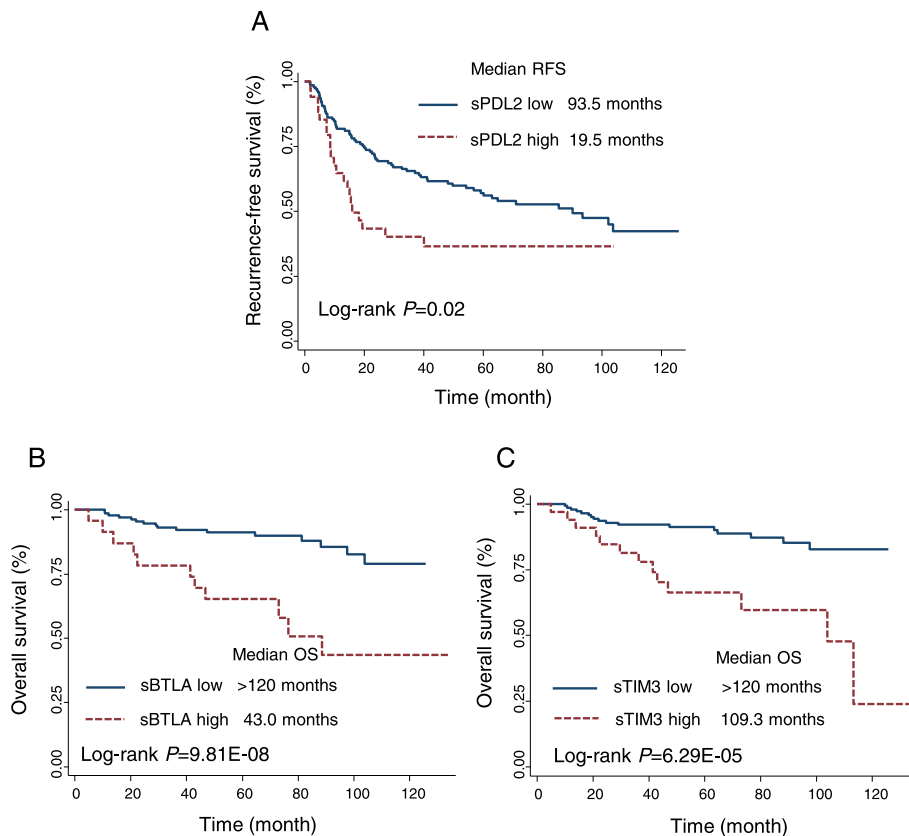 A
Median RFS
sPDL2 low 93.5 months
sPDL2 high 19.5 months
Recurrence-free survival (%)
1.00
0.75
0.50
0.25
0.00
Log-rank P=0.02
0 20 40 60 80 100 120
Time (month)
B
Overall survival (%)
1.00
0.75
0.50
0.25
0.00
Median OS
sBTLA low >120 months
sBTLA high 43.0 months
Log-rank P=9.81E-08
0 20 40 60 80 100 120
Time (month)
C
Overall survival (%)
1.00
0.75
0.50
0.25
0.00
Median OS
sTIM3 low >120 months
sTIM3 high 109.3 months
Log-rank P=6.29E-05
0 20 40 60 80 100 120
Time (month)